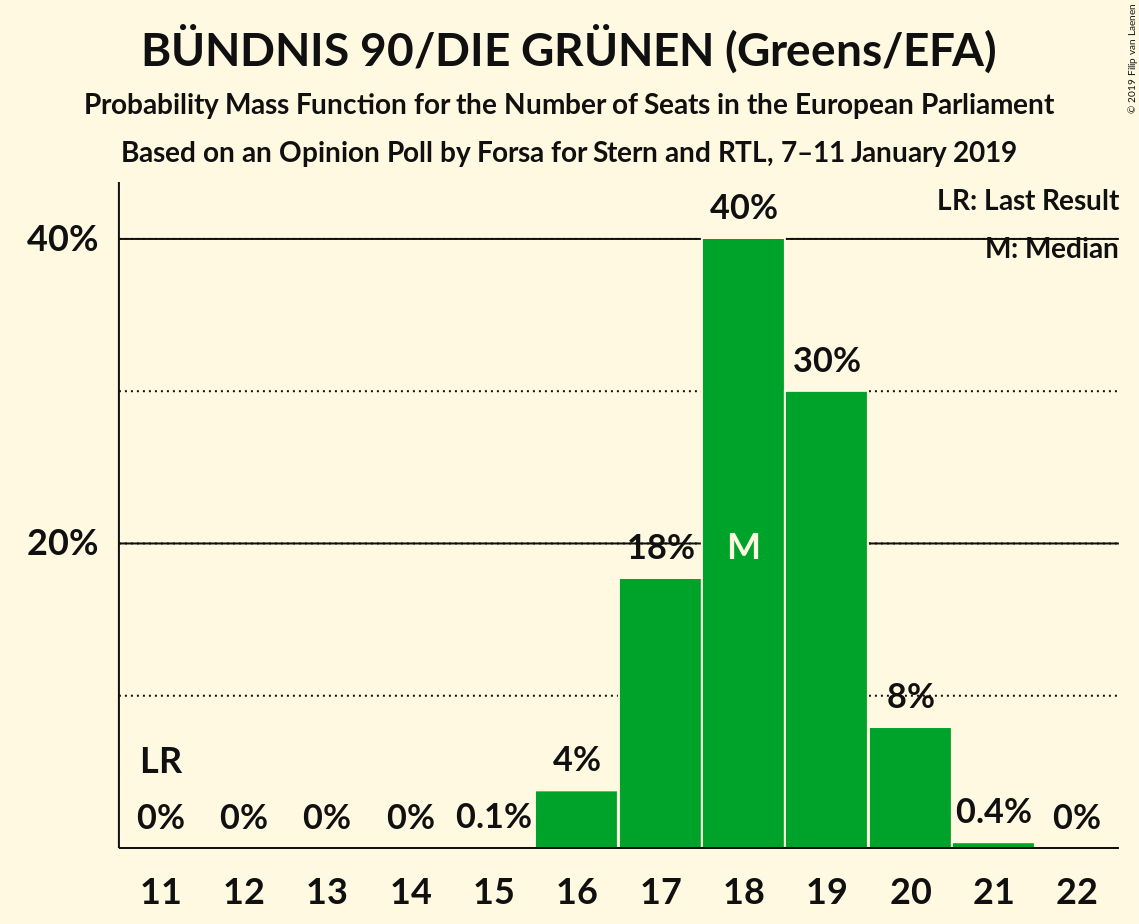 BÜNDNIS 90/DIE GRÜNEN (Greens/EFA)
Probability Mass Function for the Number of Seats in the European Parliament
Based on an Opinion Poll by Forsa for Stern and RTL, 7–11 January 2019
© 2019 Filip van Laenen
LR: Last Result
M: Median
40%
20%
LR
0%
0%
0%
0%
0.1%
4%
18%
40%
M
30%
8%
0.4%
0%
11 12 13 14 15 16 17 18 19 20 21 22